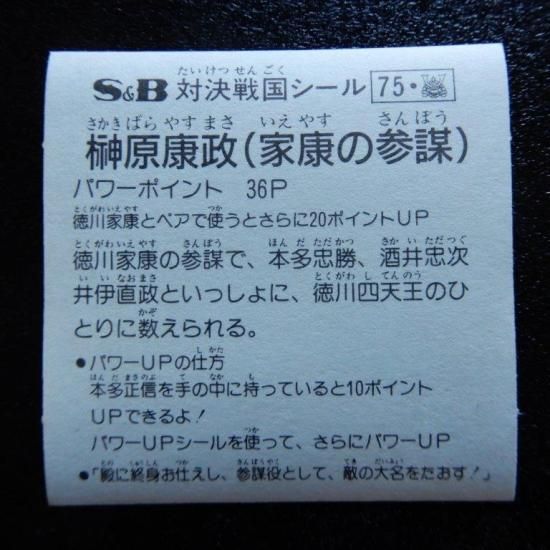 S&B 対決戦国シール 75・
榊原康政(家康の参謀)
パワーポイント 36P
徳川家康とペアで使うとさらに20ポイントUP
徳川家康の参謀で、本多忠勝、酒井忠次
井伊直政といっしょに、徳川四天王のひ
とりに数えられる。
●パワーUPの仕方
本多正信を手の中に持っていると10ポイント
UPできるよ!
パワーUPシールを使って、さらにパワーUP
●「殿に終身お仕えし、参謀役として、敵の大名をたおす!」